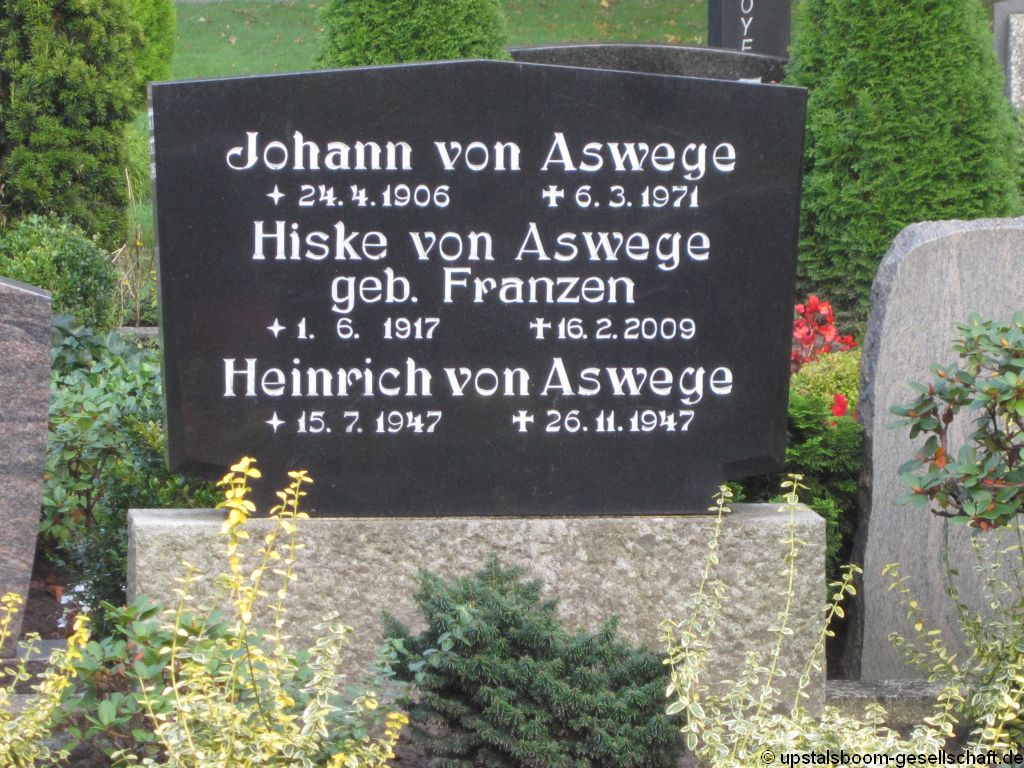 OYE
Johann von Aswege
✦ 24. 4. 1906 ✝ 6. 3. 1971
Hiske von Aswege
geb. Franzen
✦ 1. 6. 1917 ✝ 16. 2. 2009
Heinrich von Aswege
✦ 15. 7. 1947 ✝ 26. 11. 1947
© upstalsboom-gesellschaft.de